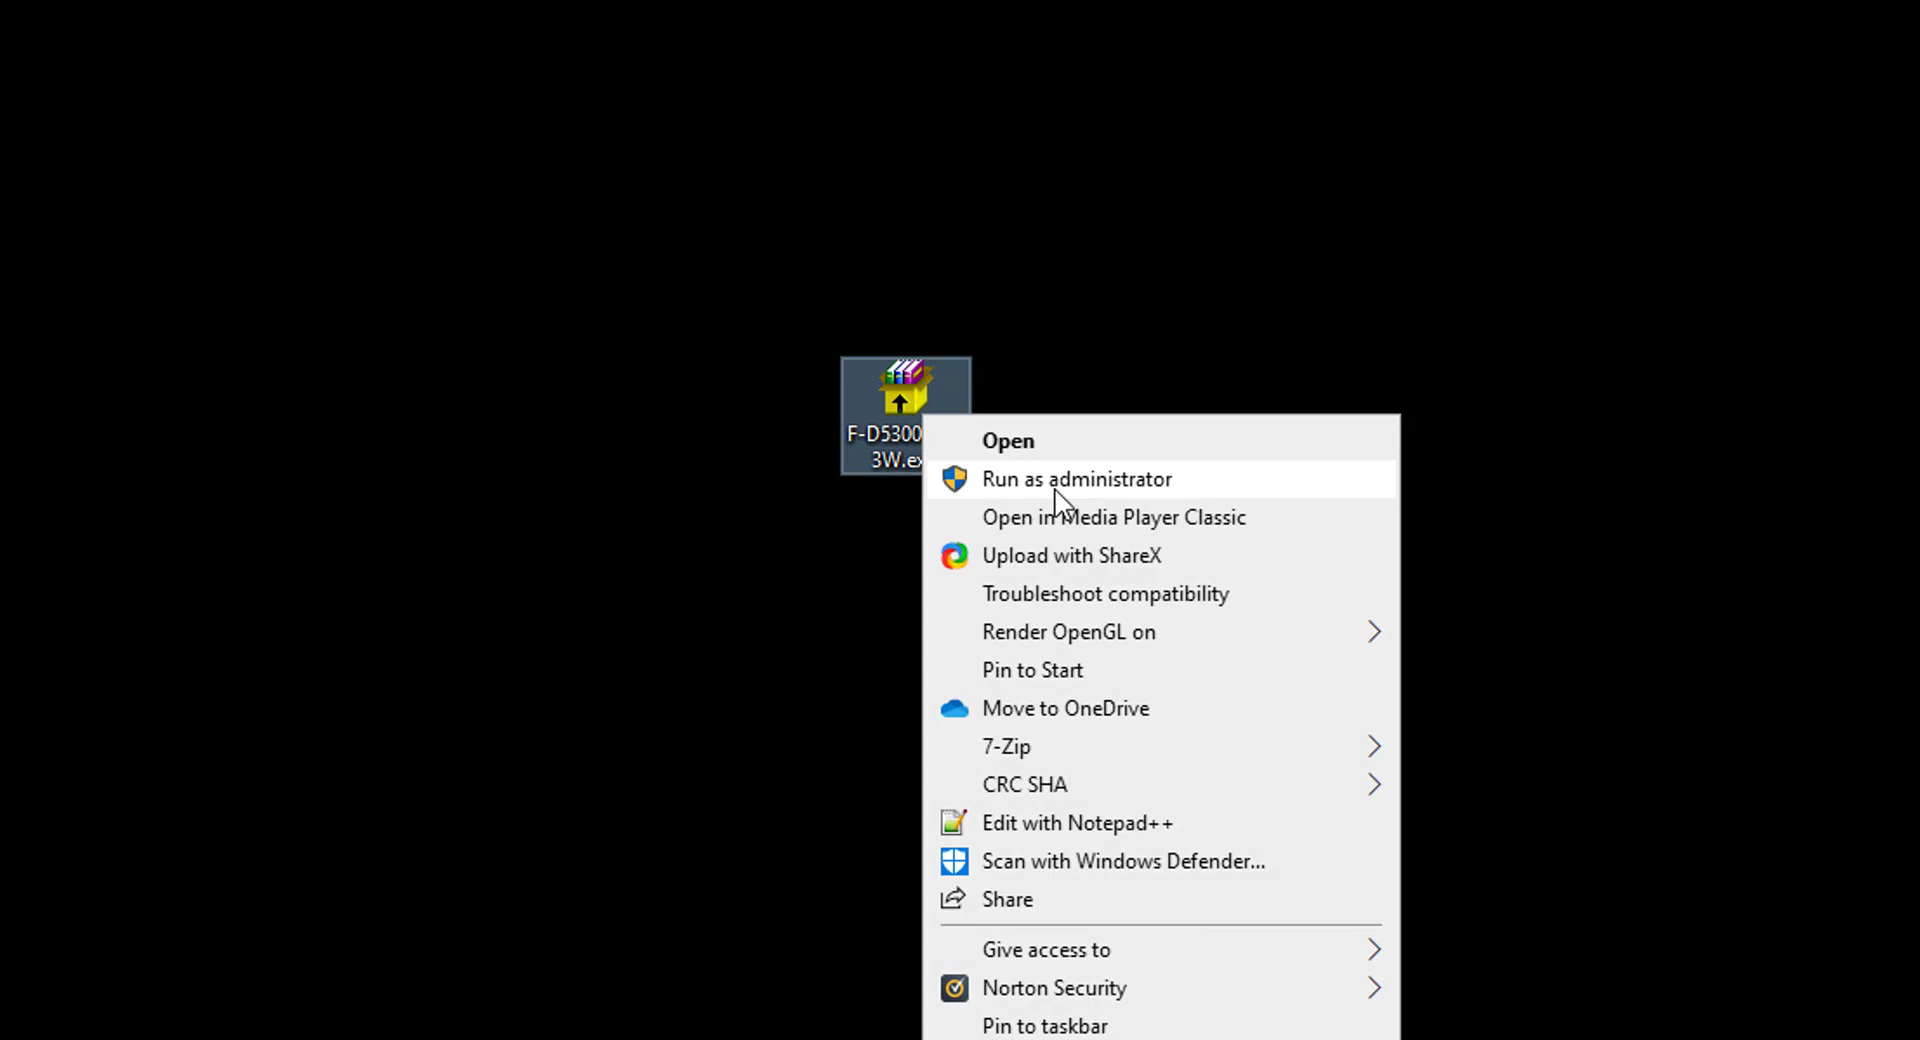 F-D5300
3W.ex
Open
Run as administrator
Open in Media Player Classic
Upload with ShareX
Troubleshoot compatibility
Render OpenGL on
Pin to Start
Move to OneDrive
7-Zip
CRC SHA
Edit with Notepad++
Scan with Windows Defender...
Share
Give access to
Norton Security
Pin to taskbar